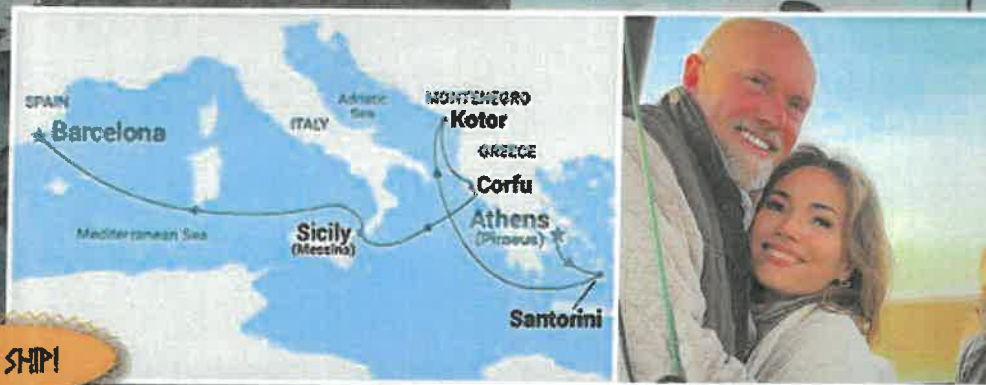 SPAIN
Barcelona
Adriatic
Sea
ITALY
MONTENEGRO
Kotor
GREECE
Corfu
Athens
(Piraeus)
Mediterranean Sea
Sicily
(Messina)
Santorini
SHIP!